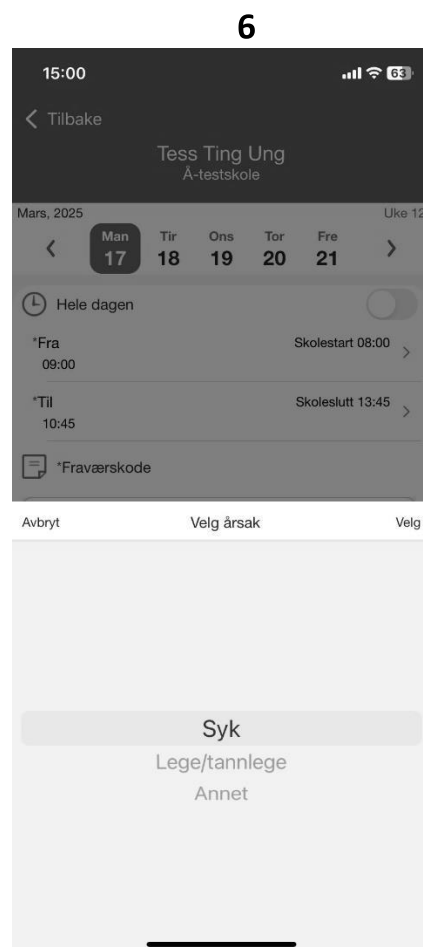 6
15:00
63
Tilbake
Tess Ting Ung
Å-testskole
Mars, 2025 Uke 12
Man Tir Ons Tor Fre
17 18 19 20 21
Hele dagen
*Fra Skolestart 08:00
09:00
*Til Skoleslutt 13:45
10:45
*Fraværskode
Avbryt Velg årsak Velg
Syk
Lege/tannlege
Annet